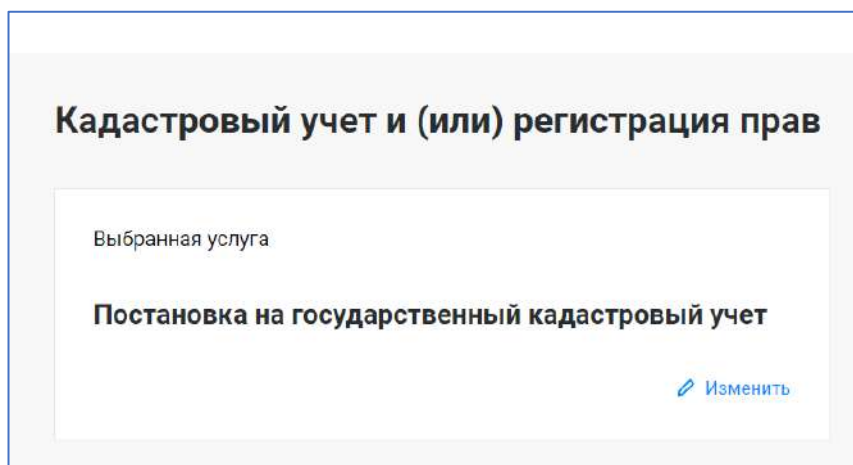 Кадастровый учет и (или) регистрация прав
Выбранная услуга
Постановка на государственный кадастровый учет
Изменить